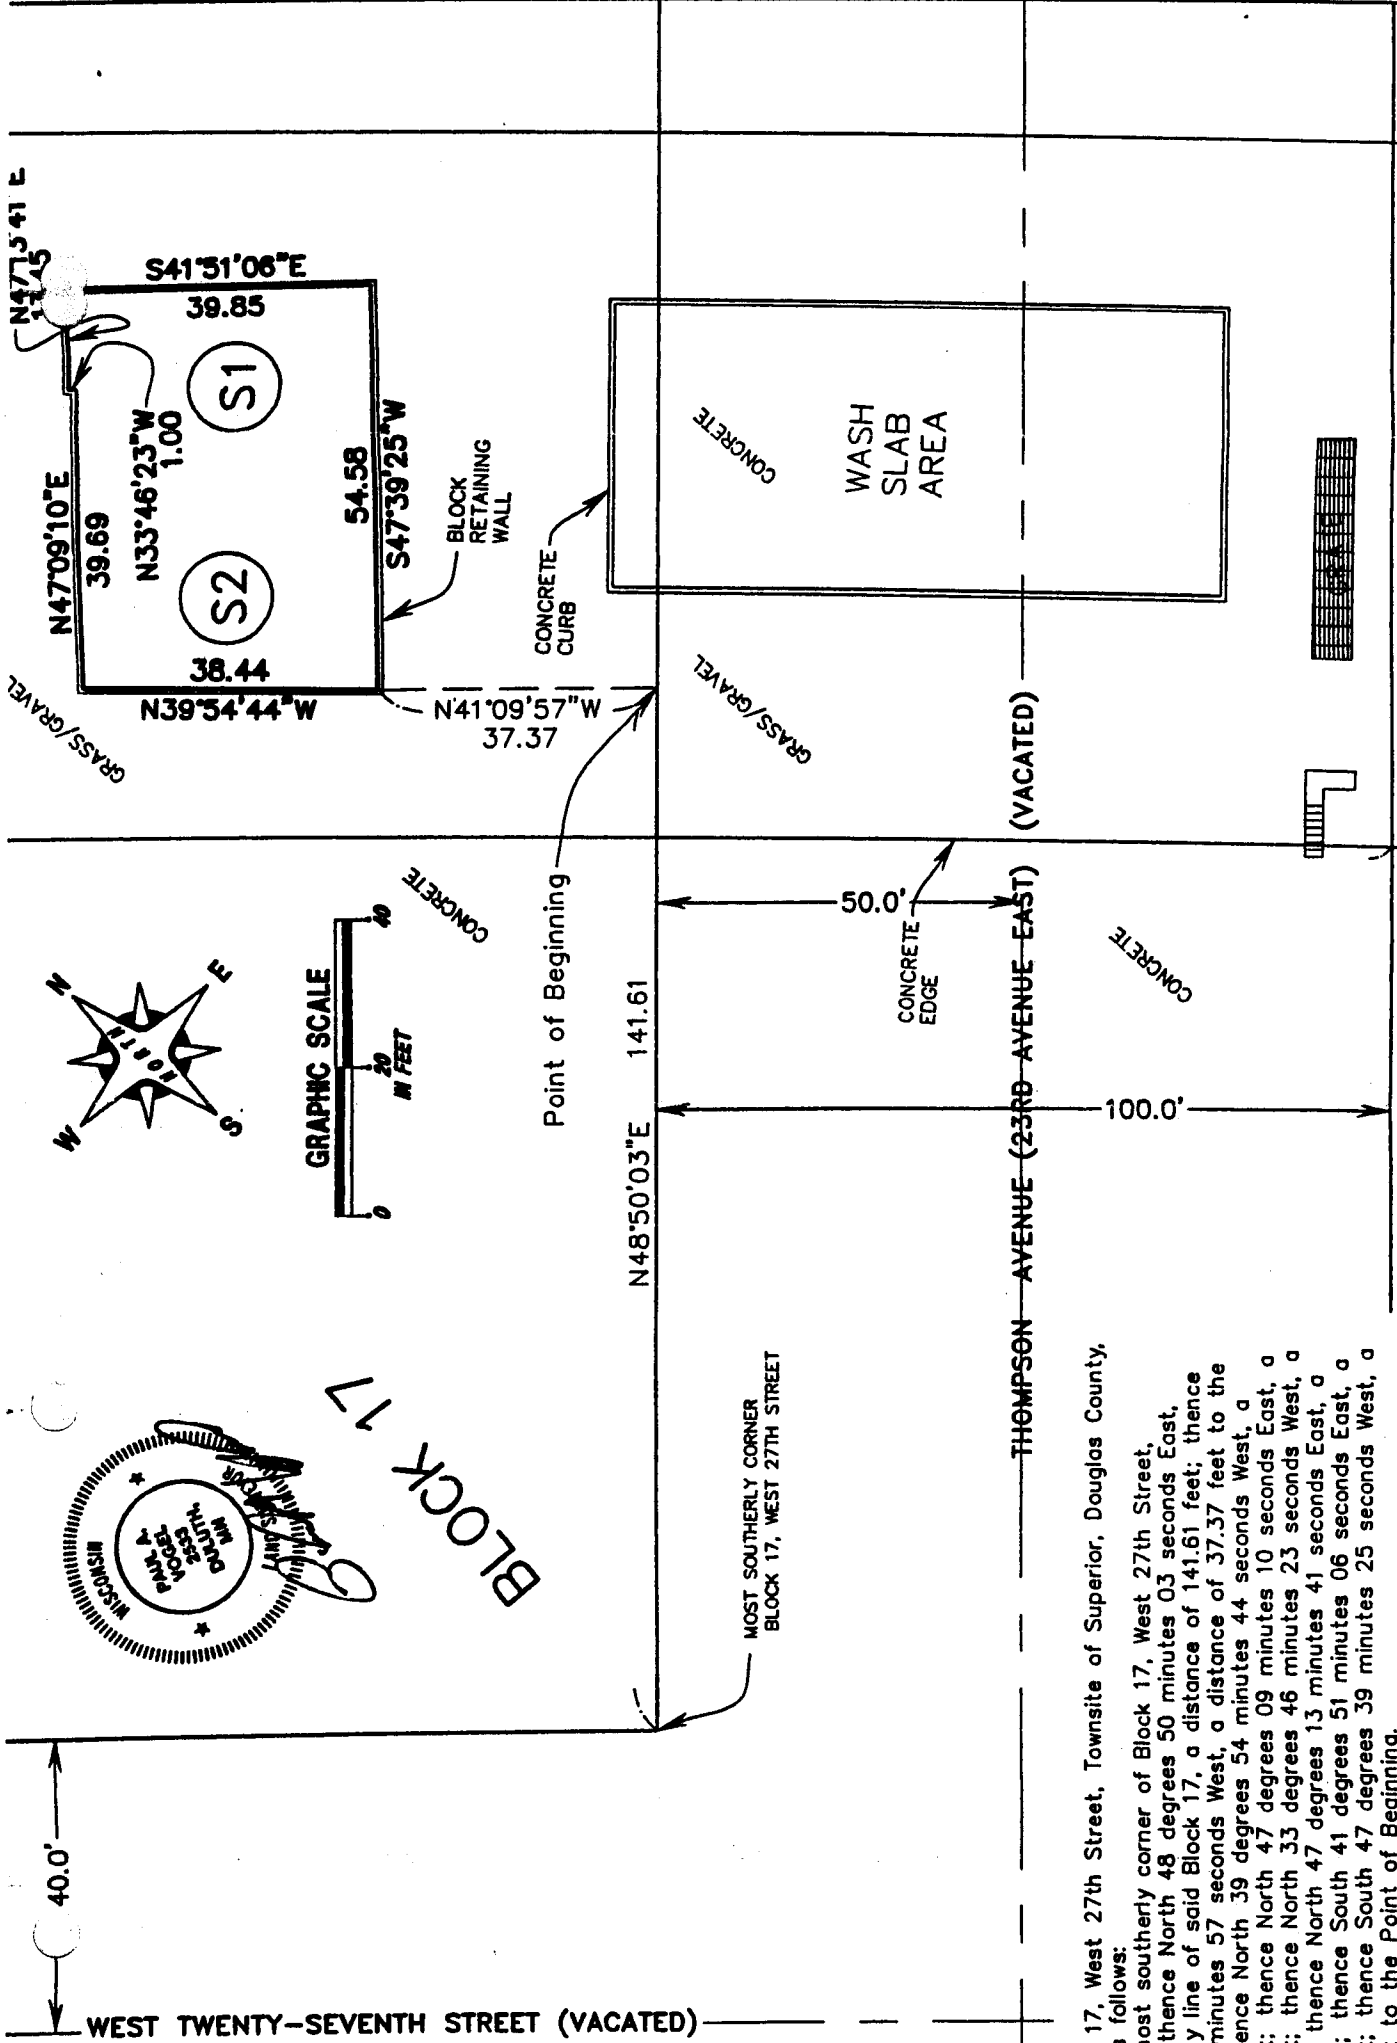 N47°13'41"E
S41°51'06"E
39.85
N47°09'10"E
39.69
N33°46'23"W
1.00
S1
S2
54.58
S47°39'25"W
38.44
N39°54'44"W
BLOCK
RETAINING
WALL
GRASS/GRAVEL
N41°09'57"W
37.37
CONCRETE
CURB
CONCRETE
WASH
SLAB
AREA
GRASS/GRAVEL
Point of Beginning
CONCRETE
N
E
S
W
NORTH
GRAPHIC SCALE
0 20 40
IN FEET
N48°50'03"E 141.61
50.0'
CONCRETE
EDGE
CONCRETE
100.0'
THOMPSON AVENUE (23RD AVENUE EAST) (VACATED)
BLOCK 17
WISCONSIN
PAUL A.
VOGEL
2533
DULUTH,
MN
MOST SOUTHERLY CORNER
BLOCK 17, WEST 27TH STREET
40.0'
WEST TWENTY-SEVENTH STREET (VACATED)
17, West 27th Street, Townsite of Superior, Douglas County,
follows:
most southerly corner of Block 17, West 27th Street,
thence North 48 degrees 50 minutes 03 seconds East,
y line of said Block 17, a distance of 141.61 feet; thence
minutes 57 seconds West, a distance of 37.37 feet to the
ence North 39 degrees 54 minutes 44 seconds West, a
; thence North 47 degrees 09 minutes 10 seconds East, a
; thence North 33 degrees 46 minutes 23 seconds West, a
thence North 47 degrees 13 minutes 41 seconds East, a
; thence South 41 degrees 51 minutes 06 seconds East, a
; thence South 47 degrees 39 minutes 25 seconds West, a
to the Point of Beginning.